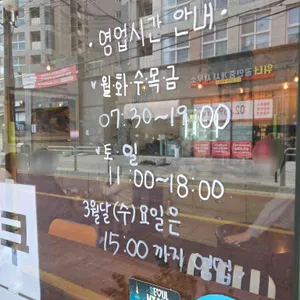 · 영업시간 안내 ·
월·화·수·목·금
07:30~19:00
토·일
11:00~18:00
3월달(수)요일은
15:00 까지 영업